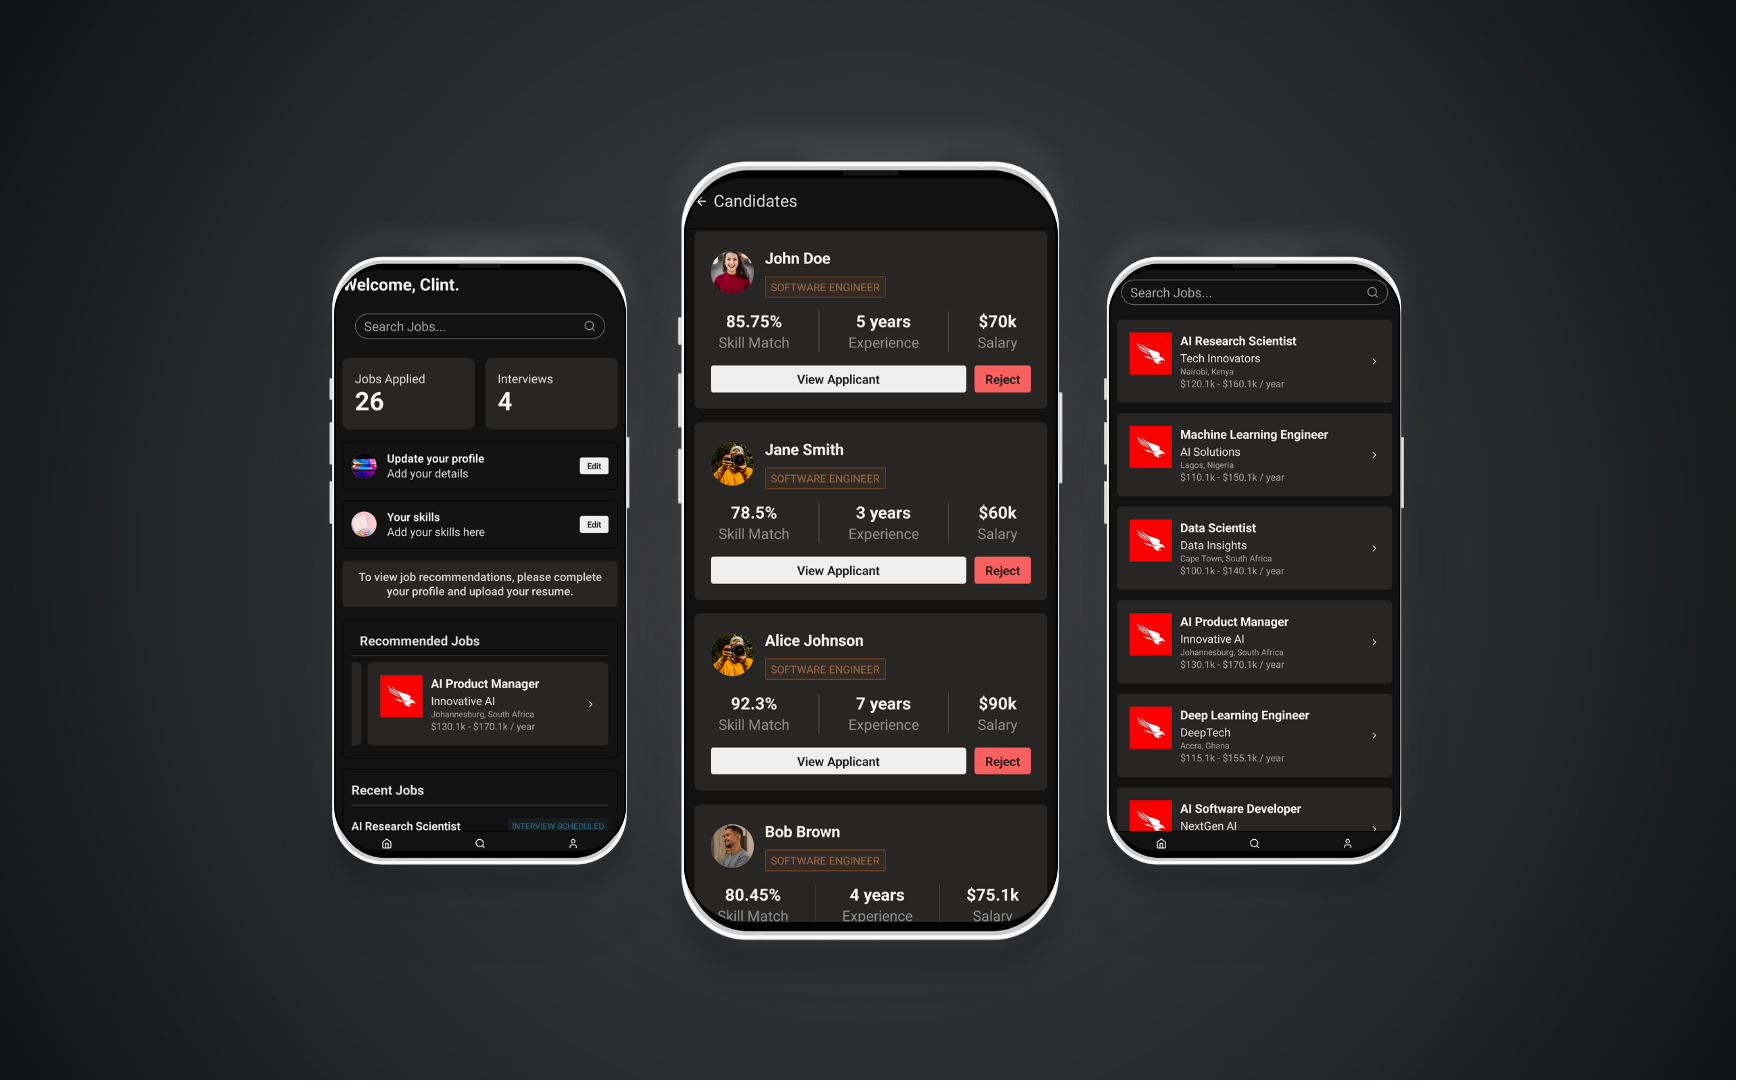 Welcome, Clint.
Search Jobs...
Jobs Applied
26
Interviews
4
Update your profile
Add your details
Edit
Your skills
Add your skills here
Edit
To view job recommendations, please complete
your profile and upload your resume.
Recommended Jobs
AI Product Manager
Innovative AI
Johannesburg, South Africa
$130.1k - $170.1k / year
Recent Jobs
AI Research Scientist
INTERVIEW SCHEDULED
Candidates
John Doe
SOFTWARE ENGINEER
85.75% 5 years $70k
Skill Match Experience Salary
View Applicant Reject
Jane Smith
SOFTWARE ENGINEER
78.5% 3 years $60k
Skill Match Experience Salary
View Applicant Reject
Alice Johnson
SOFTWARE ENGINEER
92.3% 7 years $90k
Skill Match Experience Salary
View Applicant Reject
Bob Brown
SOFTWARE ENGINEER
80.45% 4 years $75.1k
Skill Match Experience Salary
Search Jobs...
AI Research Scientist
Tech Innovators
Nairobi, Kenya
$120.1k - $160.1k / year
Machine Learning Engineer
AI Solutions
Lagos, Nigeria
$110.1k - $150.1k / year
Data Scientist
Data Insights
Cape Town, South Africa
$100.1k - $140.1k / year
AI Product Manager
Innovative AI
Johannesburg, South Africa
$130.1k - $170.1k / year
Deep Learning Engineer
DeepTech
Accra, Ghana
$115.1k - $155.1k / year
AI Software Developer
NextGen AI